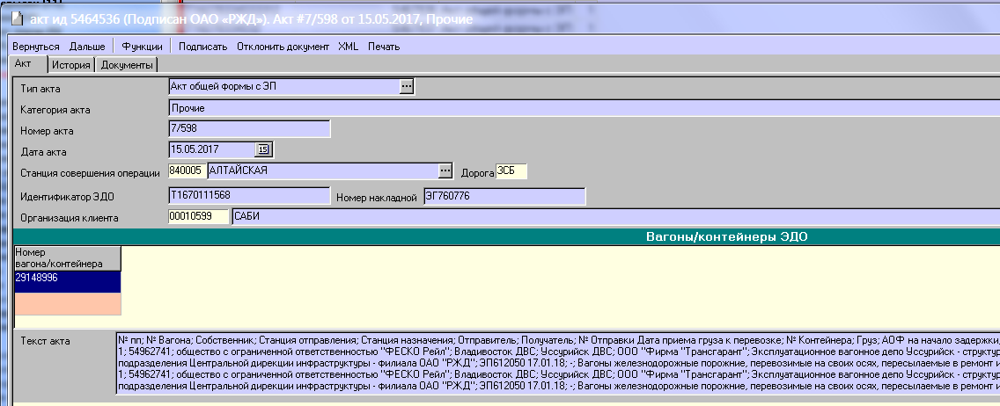 акт ид 5464536 (Подписан ОАО «РЖД»). Акт #7/598 от 15.05.2017, Прочие
Вернуться Дальше Функции Подписать Отклонить документ XML Печать
Акт История Документы
Тип акта Акт общей формы с ЭП ...
Категория акта Прочие
Номер акта 7/598
Дата акта 15.05.2017 15
Станция совершения операции 840005 АЛТАЙСКАЯ ... Дорога ЗСБ
Идентификатор ЭДО Т1670111568 Номер накладной ЭГ760776
Организация клиента 00010599 САБИ
Вагоны/контейнеры ЭДО
Номер
вагона/контейнера
29148996
Текст акта № пп; № Вагона; Собственник; Станция отправления; Станция назначения; Отправитель; Получатель; № Отправки Дата приема груза к перевозке; № Контейнера; Груз; АОФ на начало задержки,
1; 54962741; общество с ограниченной ответственностью "ФЕСКО Рейл"; Владивосток ДВС; Уссурийск ДВС; ООО "Фирма "Трансгарант"; Эксплуатационное вагонное депо Уссурийск - структур
подразделения Центральной дирекции инфраструктуры - филиала ОАО "РЖД"; ЭП612050 17.01.18; -; Вагоны железнодорожные порожние, перевозимые на своих осях, пересылаемые в ремонт и
1; 54962741; общество с ограниченной ответственностью "ФЕСКО Рейл"; Владивосток ДВС; Уссурийск ДВС; ООО "Фирма "Трансгарант"; Эксплуатационное вагонное депо Уссурийск - структур
подразделения Центральной дирекции инфраструктуры - филиала ОАО "РЖД"; ЭП612050 17.01.18; -; Вагоны железнодорожные порожние, перевозимые на своих осях, пересылаемые в ремонт и